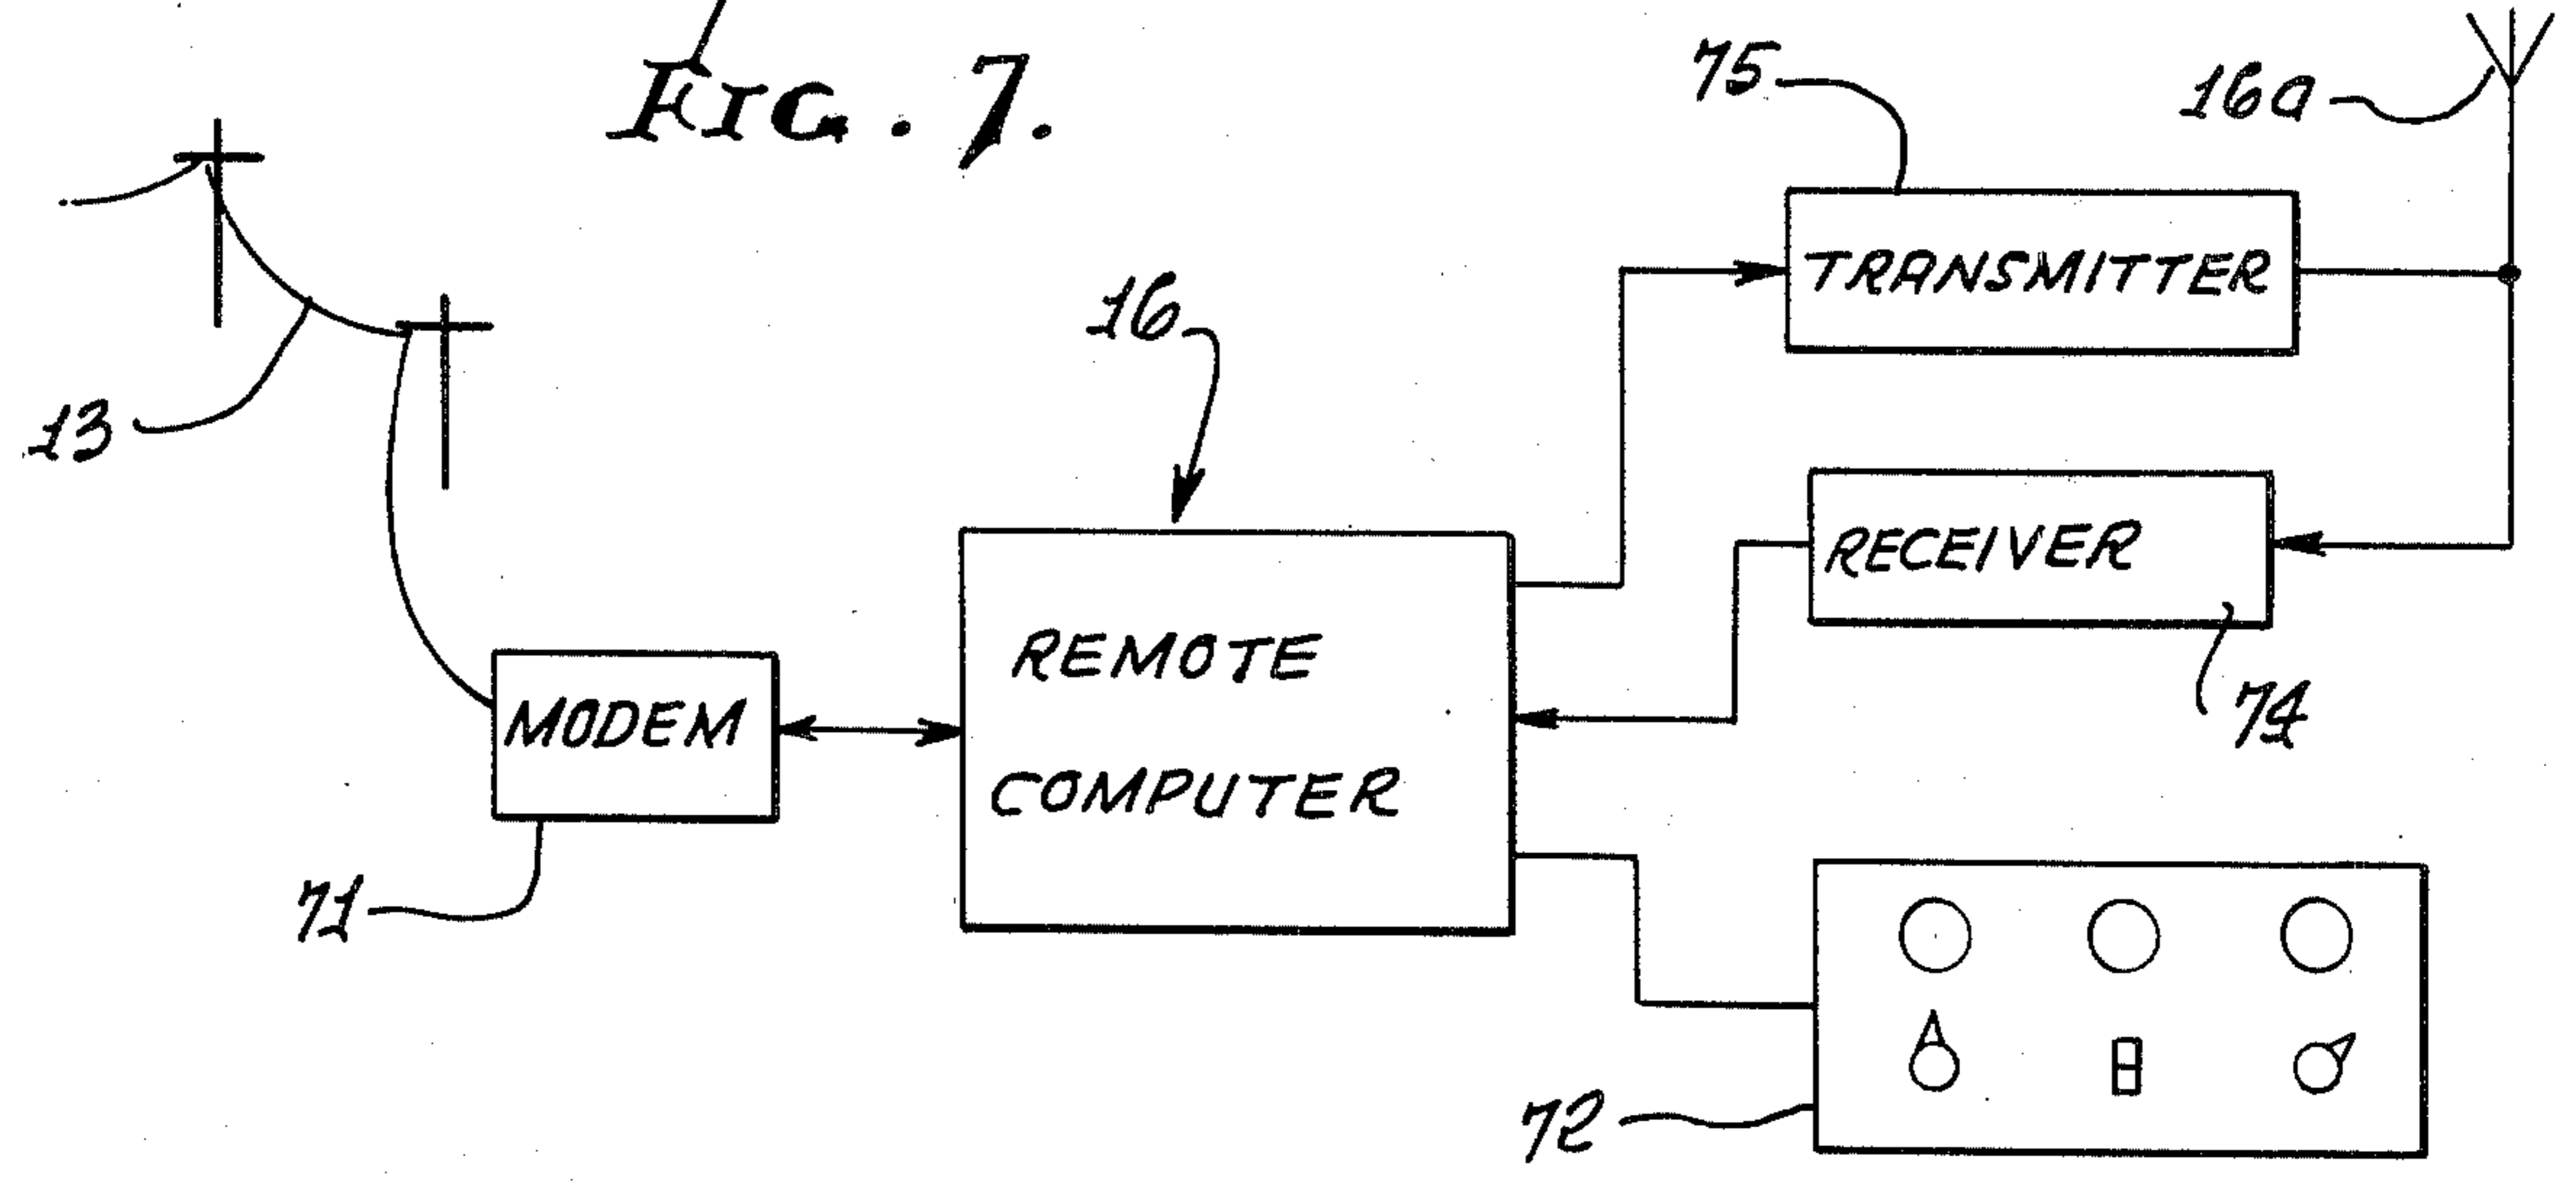 FIG. 7.
75
16a
TRANSMITTER
13
16
RECEIVER
74
REMOTE
COMPUTER
MODEM
71
72